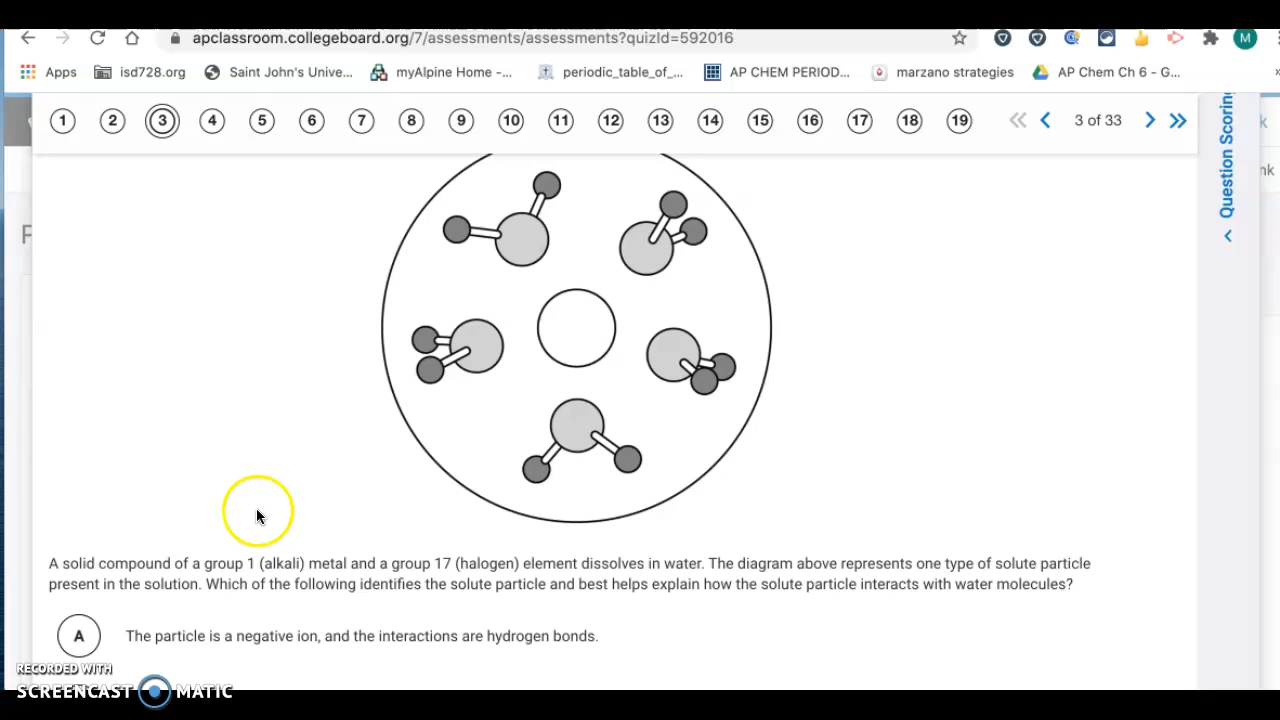 apclassroom.collegeboard.org/7/assessments/assessments?quizId=592016
M
Apps isd728.org Saint John's Unive... myAlpine Home -... periodic_table_of_... AP CHEM PERIOD... marzano strategies AP Chem Ch 6 - G...
1 2 3 4 5 6 7 8 9 10 11 12 13 14 15 16 17 18 19 3 of 33
Question Scoring
nk
A solid compound of a group 1 (alkali) metal and a group 17 (halogen) element dissolves in water. The diagram above represents one type of solute particle
present in the solution. Which of the following identifies the solute particle and best helps explain how the solute particle interacts with water molecules?
A The particle is a negative ion, and the interactions are hydrogen bonds.
RECORDED WITH
SCREENCAST MATIC